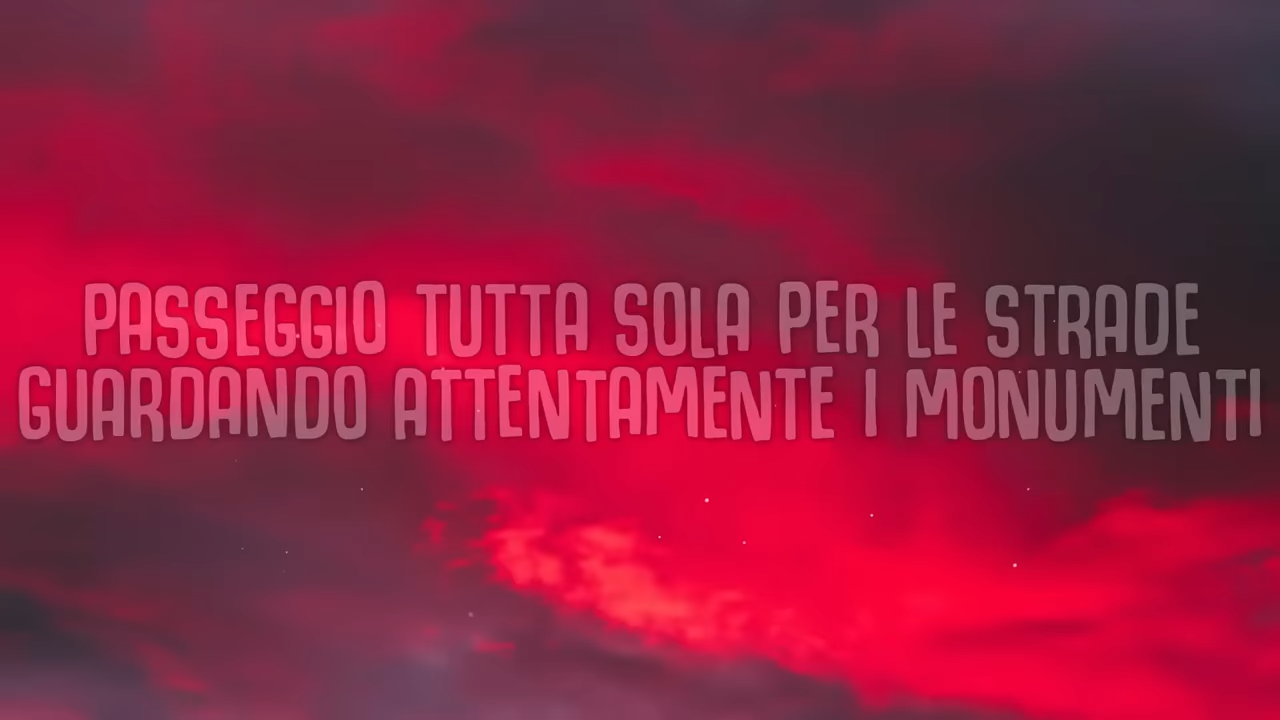 PASSEGGIO TUTTA SOLA PER LE STRADE
GUARDANDO ATTENTAMENTE I MONUMENTI